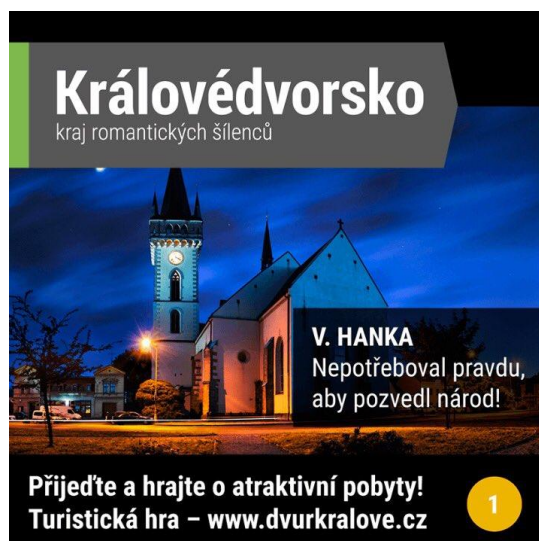 Královédvorsko
kraj romantických šílenců
V. HANKA
Nepotřeboval pravdu,
aby pozvedl národ!
Přijeďte a hrajte o atraktivní pobyty!
Turistická hra – www.dvurkralove.cz
1